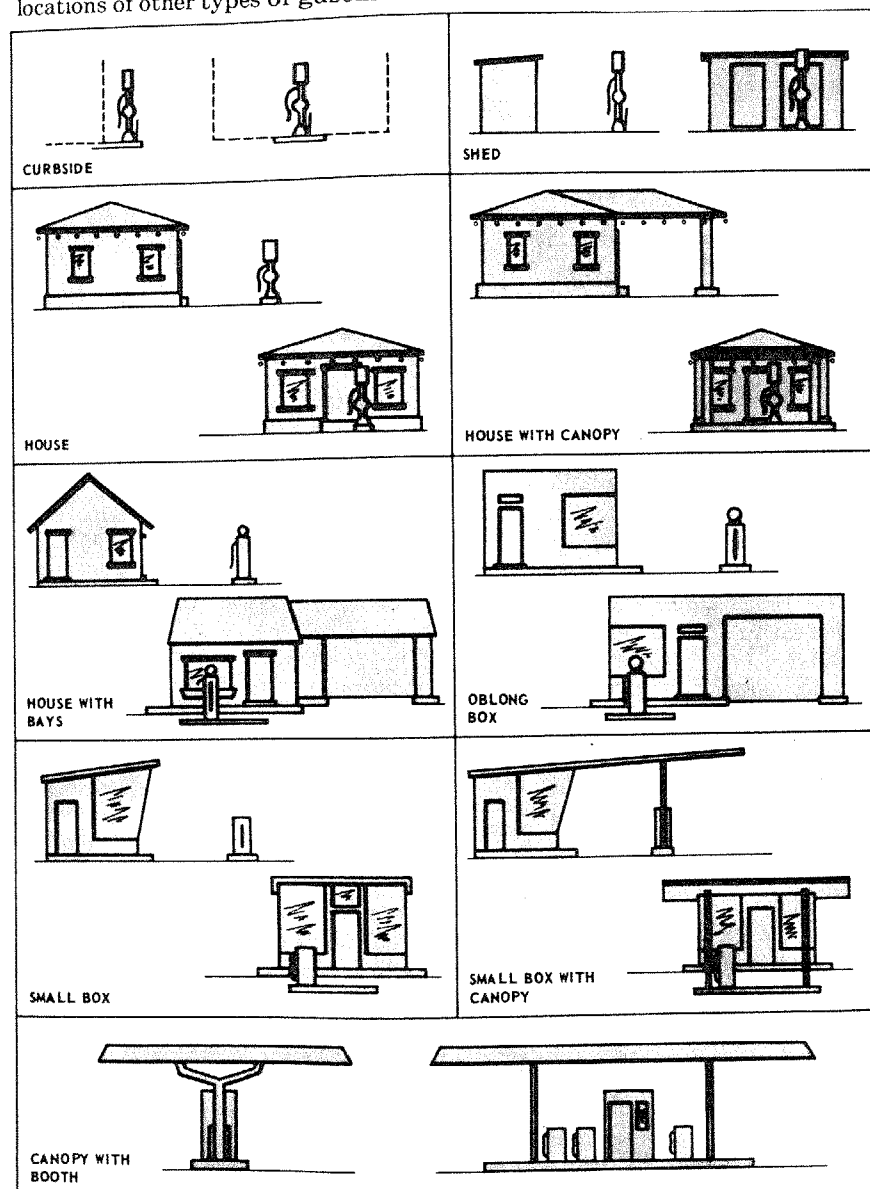 locations of other types of
CURBSIDE
SHED
HOUSE
HOUSE WITH CANOPY
HOUSE WITH
BAYS
OBLONG
BOX
SMALL BOX
SMALL BOX WITH
CANOPY
CANOPY WITH
BOOTH